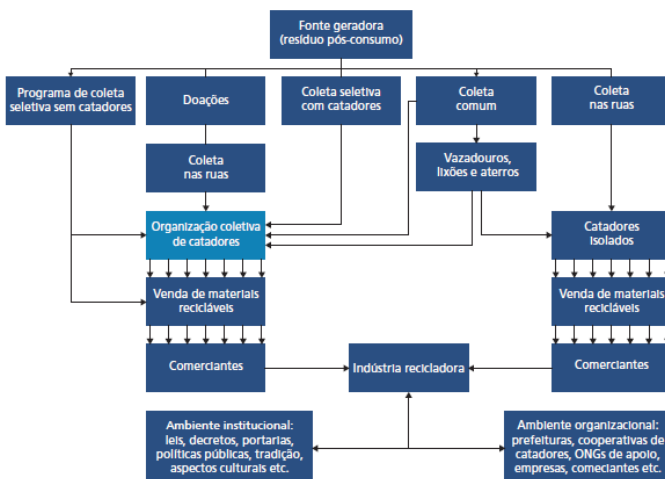 Fonte geradora
(resíduo pós-consumo)
Programa de coleta
seletiva sem catadores
Doações
Coleta seletiva
com catadores
Coleta
comum
Coleta
nas ruas
Coleta
nas ruas
Vazadouros,
lixões e aterros
Organização coletiva
de catadores
Catadores
isolados
Venda de materiais
recicláveis
Venda de materiais
recicláveis
Comerciantes
Indústria recicladora
Comerciantes
Ambiente institucional:
leis, decretos, portarias,
políticas públicas, tradição,
aspectos culturais etc.
Ambiente organizacional:
prefeituras, cooperativas de
catadores, ONGs de apoio,
empresas, comeciantes etc.